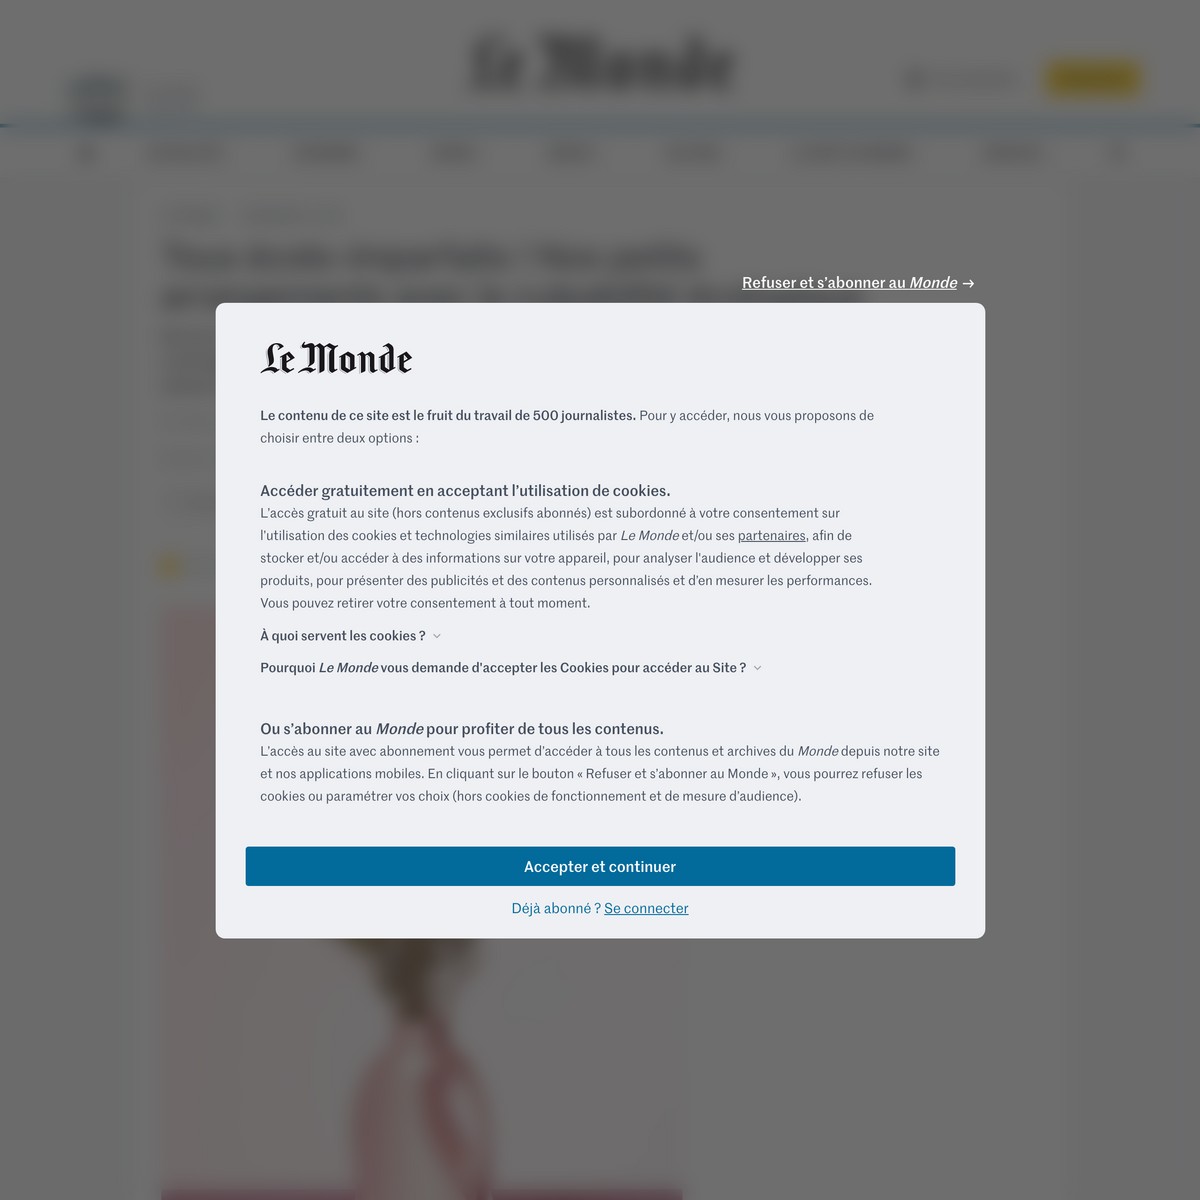 Le Monde
Refuser et s’abonner au Monde →
Le Monde
Le contenu de ce site est le fruit du travail de 500 journalistes. Pour y accéder, nous vous proposons de
choisir entre deux options :
Accéder gratuitement en acceptant l’utilisation de cookies.
L’accès gratuit au site (hors contenus exclusifs abonnés) est subordonné à votre consentement sur
l’utilisation des cookies et technologies similaires utilisés par Le Monde et/ou ses partenaires, afin de
stocker et/ou accéder à des informations sur votre appareil, pour analyser l’audience et développer ses
produits, pour présenter des publicités et des contenus personnalisés et d’en mesurer les performances.
Vous pouvez retirer votre consentement à tout moment.
À quoi servent les cookies ?
Pourquoi Le Monde vous demande d’accepter les Cookies pour accéder au Site ?
Ou s’abonner au Monde pour profiter de tous les contenus.
L’accès au site avec abonnement vous permet d’accéder à tous les contenus et archives du Monde depuis notre site
et nos applications mobiles. En cliquant sur le bouton « Refuser et s’abonner au Monde », vous pourrez refuser les
cookies ou paramétrer vos choix (hors cookies de fonctionnement et de mesure d’audience).
Accepter et continuer
Déjà abonné ? Se connecter